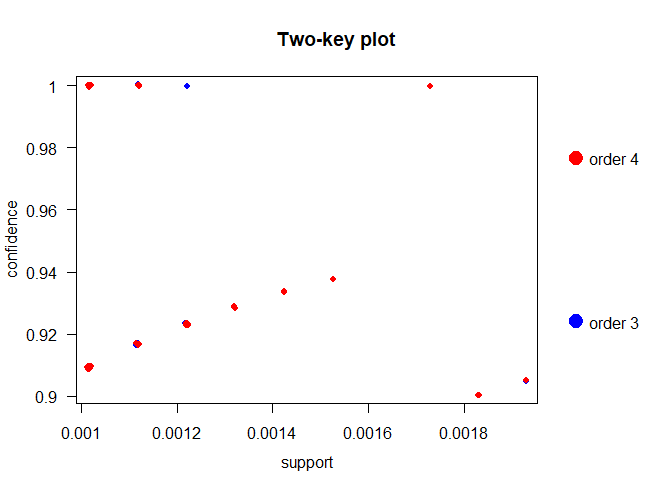 Two-key plot
confidence
1
0.98
0.96
0.94
0.92
0.9
0.001
0.0012
0.0014
0.0016
0.0018
support
order 4
order 3